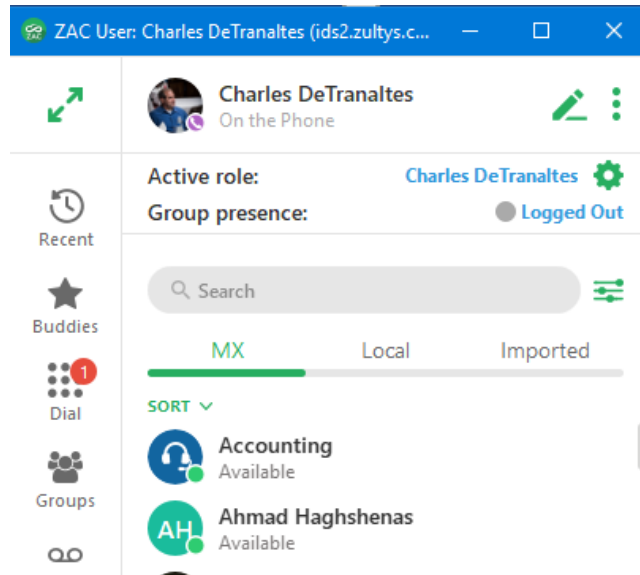 ZAC User: Charles DeTranaltes (ids2.zultys.c...
Charles DeTranaltes
On the Phone
Active role: Charles DeTranaltes
Group presence: Logged Out
Recent
Search
Buddies
MX Local Imported
1
Dial
SORT
Accounting
Available
Groups
AH
Ahmad Haghshenas
Available